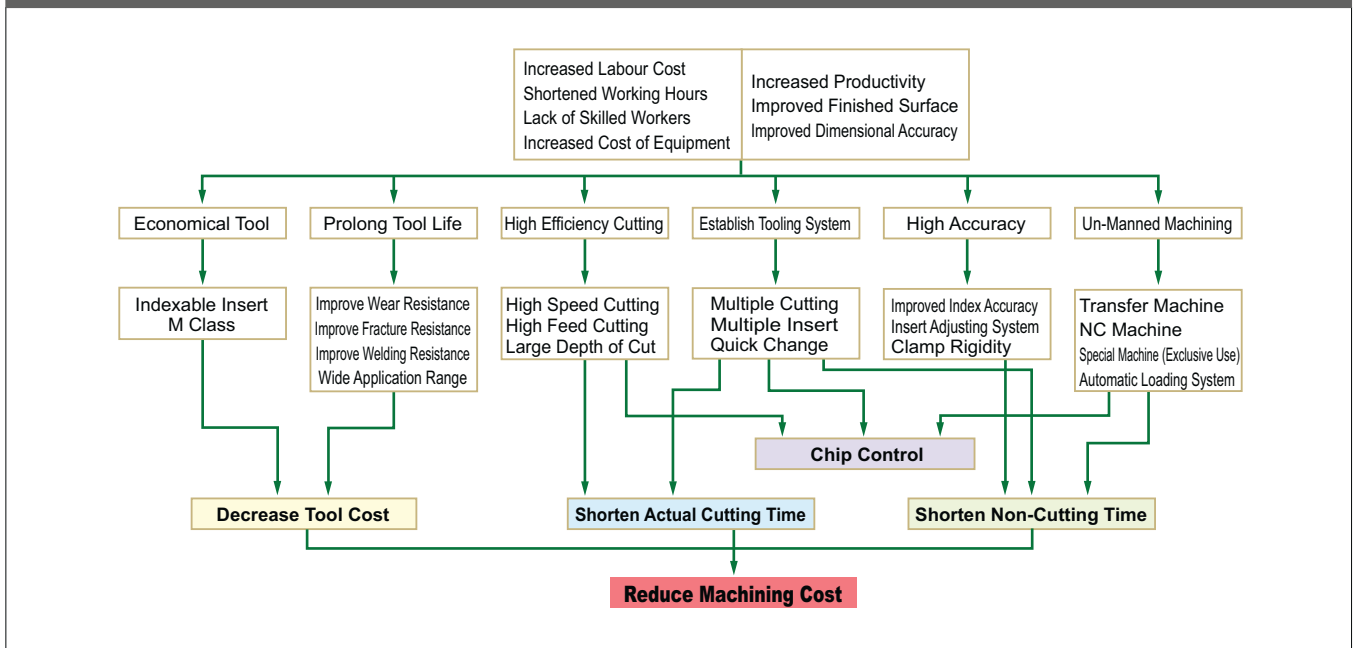 Increased Labour Cost
Shortened Working Hours
Lack of Skilled Workers
Increased Cost of Equipment
Increased Productivity
Improved Finished Surface
Improved Dimensional Accuracy
Economical Tool
Prolong Tool Life
High Efficiency Cutting
Establish Tooling System
High Accuracy
Un-Manned Machining
Indexable Insert
M Class
Improve Wear Resistance
Improve Fracture Resistance
Improve Welding Resistance
Wide Application Range
High Speed Cutting
High Feed Cutting
Large Depth of Cut
Multiple Cutting
Multiple Insert
Quick Change
Improved Index Accuracy
Insert Adjusting System
Clamp Rigidity
Transfer Machine
NC Machine
Special Machine (Exclusive Use)
Automatic Loading System
Chip Control
Decrease Tool Cost
Shorten Actual Cutting Time
Shorten Non-Cutting Time
Reduce Machining Cost